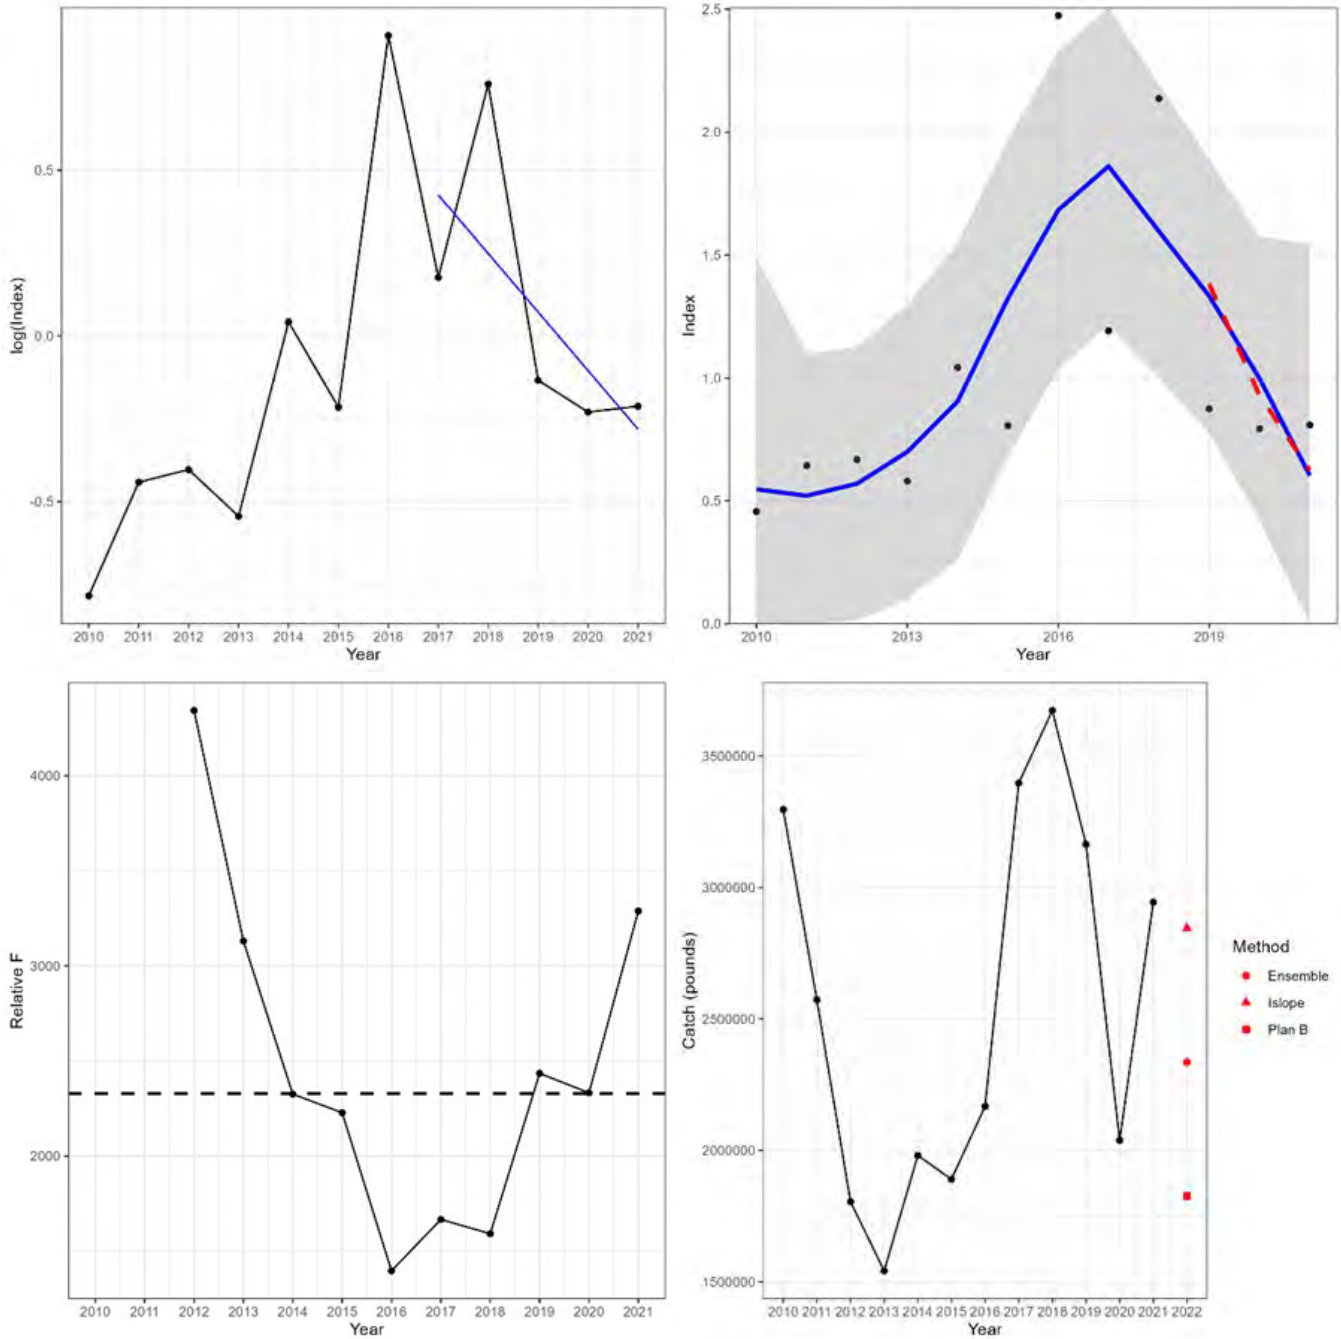 log(Index)
0.5
0.0
-0.5
2010 2011 2012 2013 2014 2015 2016 2017 2018 2019 2020 2021
Year
Index
2.5
2.0
1.5
1.0
0.5
0.0
2010 2013 2016 2019
Year
Relative F
4000
3000
2000
2010 2011 2012 2013 2014 2015 2016 2017 2018 2019 2020 2021
Year
Catch (pounds)
3500000
3000000
2500000
2000000
1500000
2010 2011 2012 2013 2014 2015 2016 2017 2018 2019 2020 2021 2022
Year
Method
Ensemble
Islope
Plan B